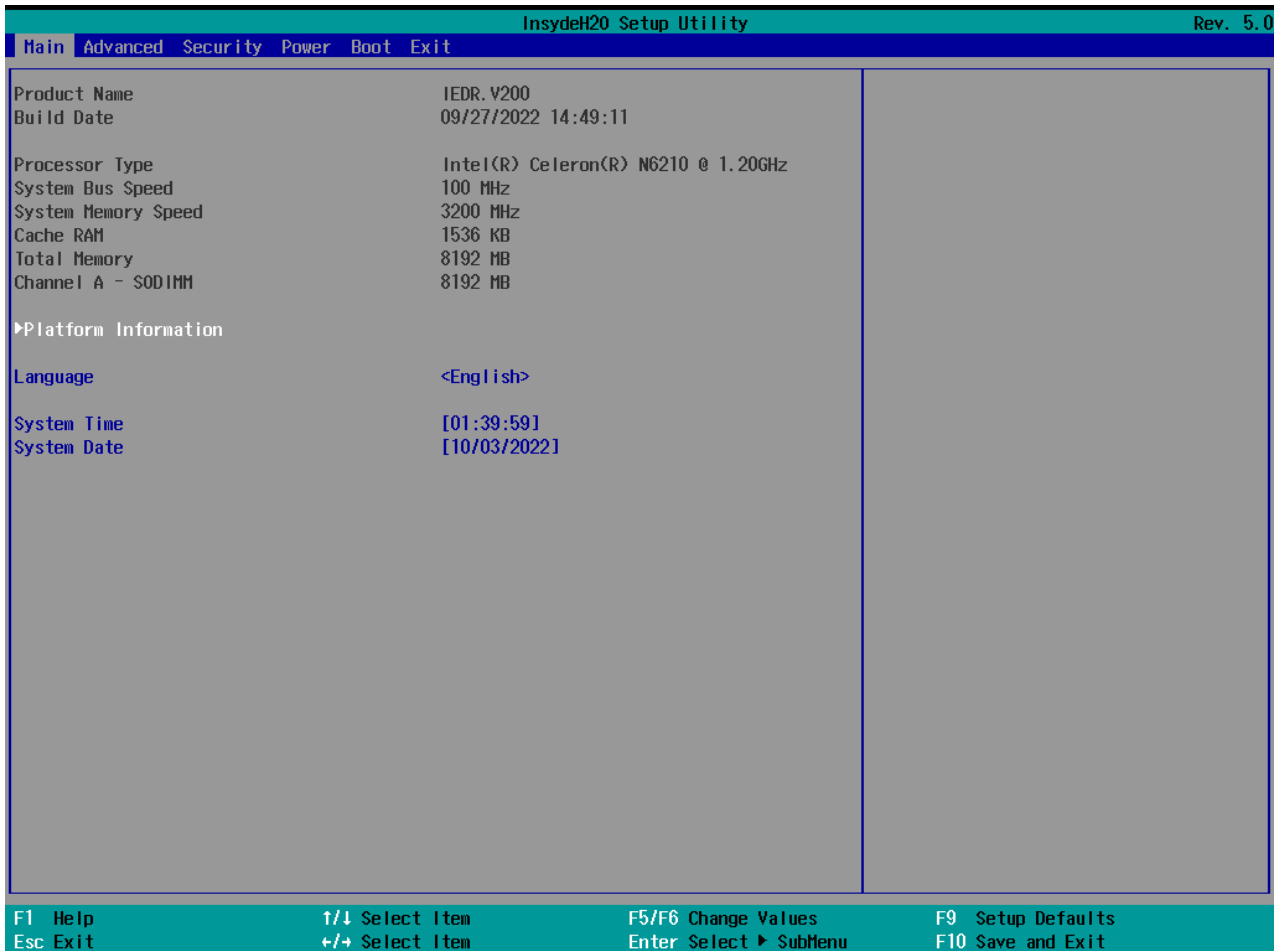 InsydeH20 Setup Utility Rev. 5.0
Main Advanced Security Power Boot Exit
Product Name IEDR.V200
Build Date 09/27/2022 14:49:11
Processor Type Intel(R) Celeron(R) N6210 @ 1.20GHz
System Bus Speed 100 MHz
System Memory Speed 3200 MHz
Cache RAM 1536 KB
Total Memory 8192 MB
Channel A - SODIMM 8192 MB
▶Platform Information
Language <English>
System Time [01:39:59]
System Date [10/03/2022]
F1 Help ↑/↓ Select Item F5/F6 Change Values F9 Setup Defaults
Esc Exit ←/→ Select Item Enter Select ▶ SubMenu F10 Save and Exit